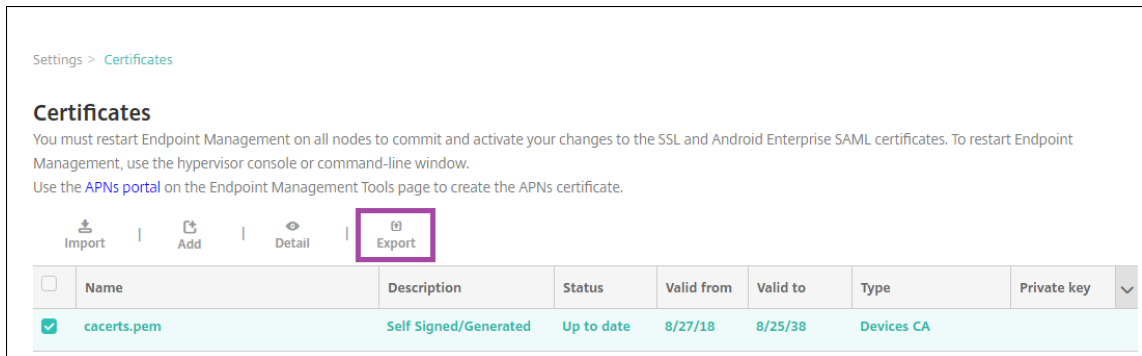 Settings > Certificates
Certificates
You must restart Endpoint Management on all nodes to commit and activate your changes to the SSL and Android Enterprise SAML certificates. To restart Endpoint
Management, use the hypervisor console or command-line window.
Use the APNs portal on the Endpoint Management Tools page to create the APNs certificate.
Import | Add | Detail | Export
Name Description Status Valid from Valid to Type Private key
cacerts.pem Self Signed/Generated Up to date 8/27/18 8/25/38 Devices CA